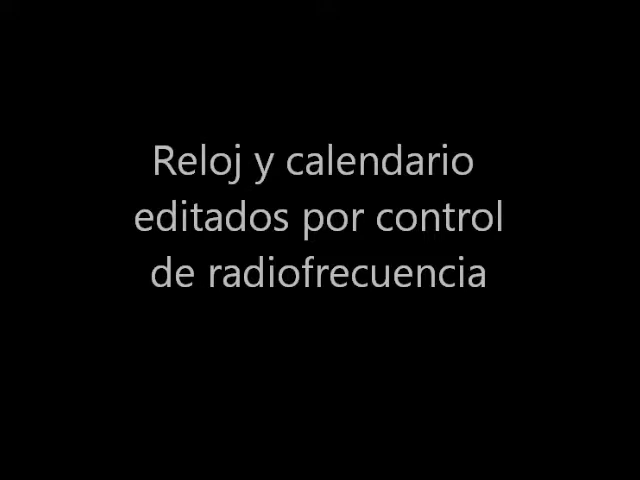 Reloj y calendario
editados por control
de radiofrecuencia